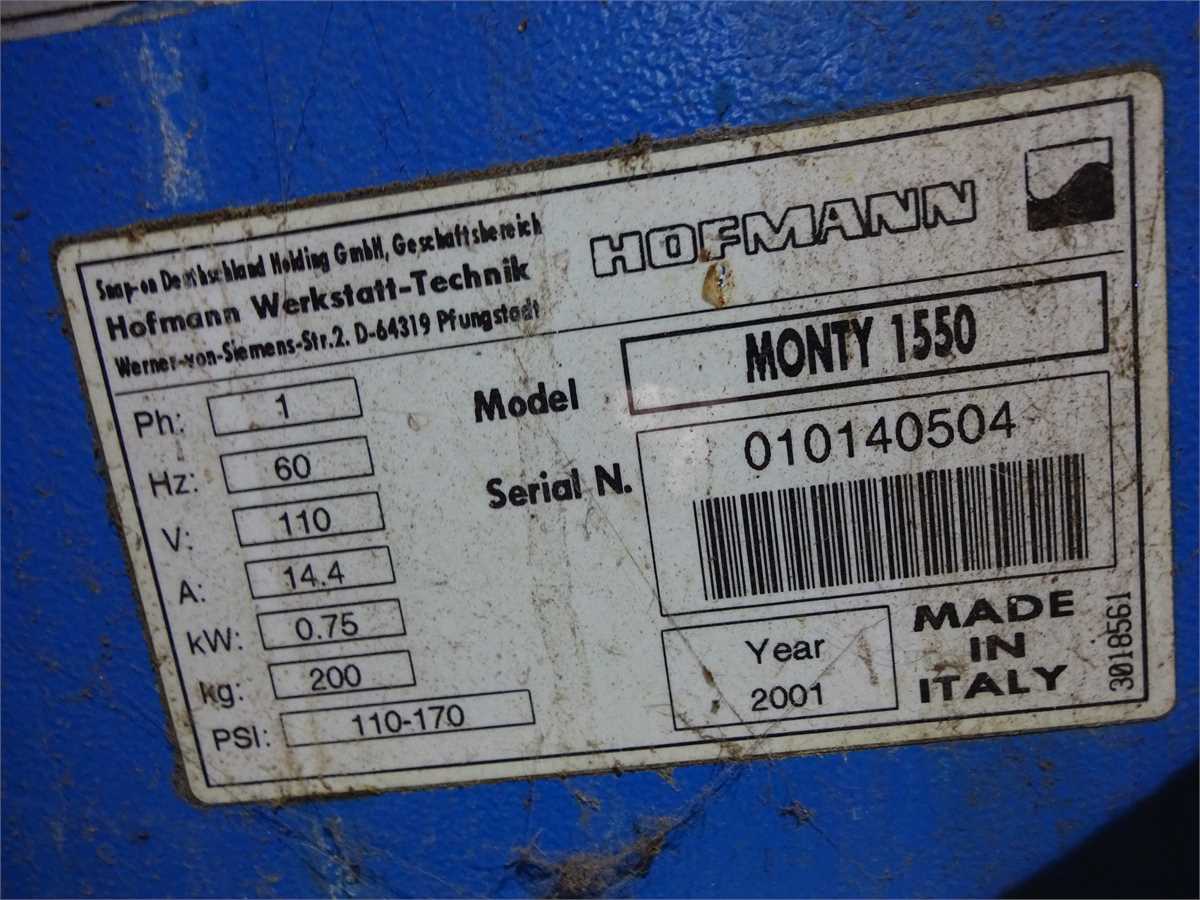 Snap-on Deuthschland Holding GmbH, Geschaftsbereich
Hofmann Werkstatt-Technik
Werner-von-Siemens-Str.2. D-64319 Pfungstadt
HOFMANN
Model MONTY 1550
Serial N. 010140504
Ph: 1
Hz: 60
V: 110
A: 14.4
kW: 0.75
kg: 200
PSI: 110-170
Year
2001
MADE
IN
ITALY
3018561